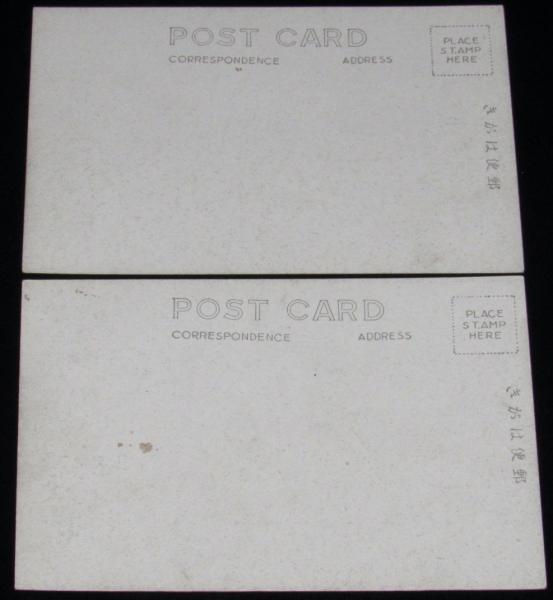 POST CARD
CORRESPONDENCE ADDRESS
PLACE
STAMP
HERE
きがは便郵
POST CARD
CORRESPONDENCE ADDRESS
PLACE
STAMP
HERE
きがは便郵